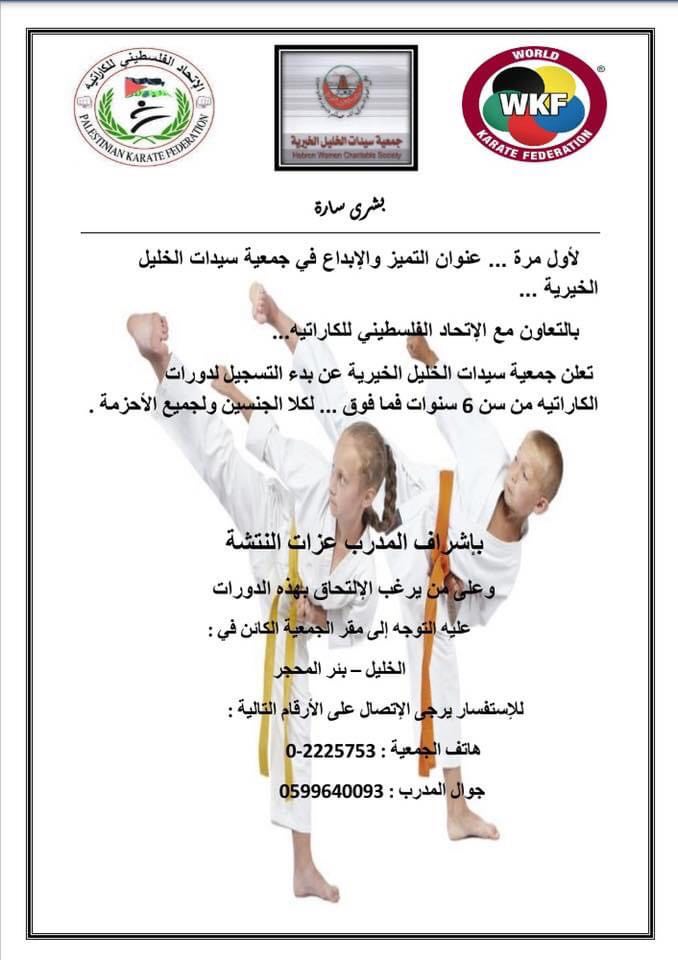 الإتحاد الفلسطيني للكاراتيه
PALESTINIAN KARATE FEDERATION
جمعية سيدات الخليل الخيرية
Hebron Women Charitable Society
WORLD
WKF
KARATE FEDERATION
®
بشرى سارة
لأول مرة ... عنوان التميز والإبداع في جمعية سيدات الخليل
الخيرية ...
بالتعاون مع الإتحاد الفلسطيني للكاراتيه...
تعلن جمعية سيدات الخليل الخيرية عن بدء التسجيل لدورات
الكاراتيه من سن 6 سنوات فما فوق ... لكلا الجنسين ولجميع الأحزمة .
بإشراف المدرب عزات النتشة
وعلى من يرغب الإلتحاق بهذه الدورات
عليه التوجه إلى مقر الجمعية الكائن في :
الخليل – بئر المحجر
للإستفسار يرجى الإتصال على الأرقام التالية :
هاتف الجمعية : 2225753-0
جوال المدرب : 0599640093